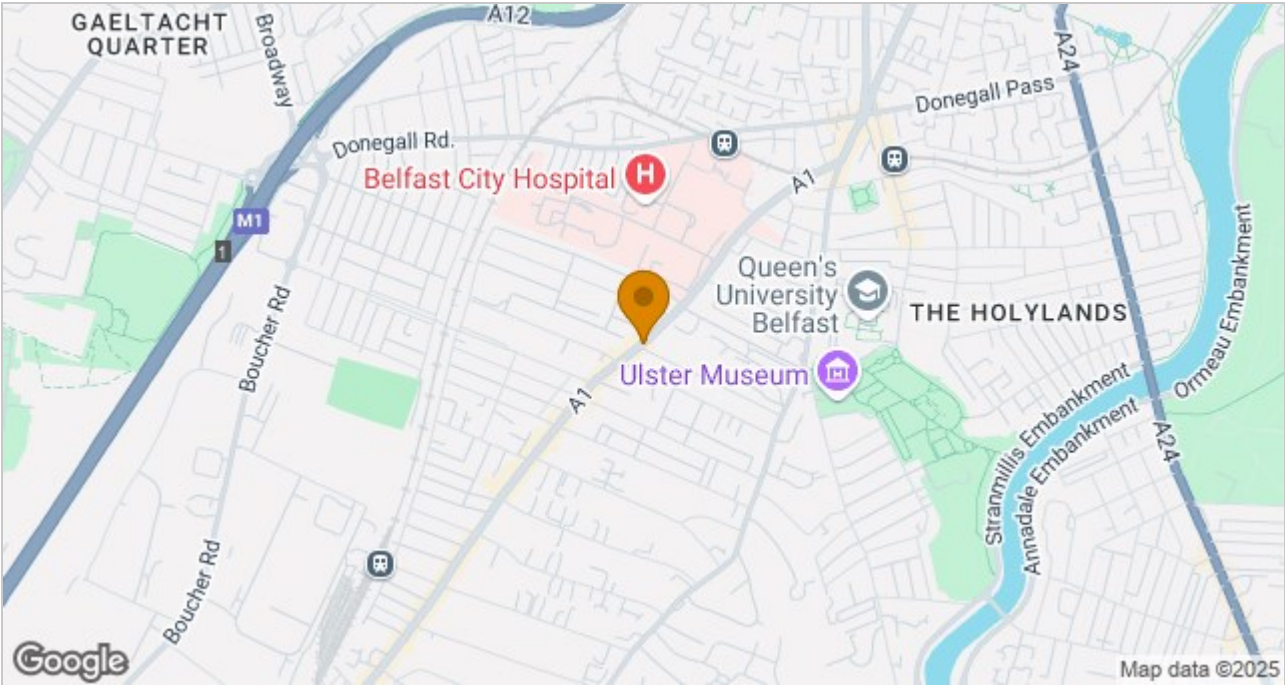 GAELTACHT
QUARTER
Broadway
A12
A24
Donegall Pass
Donegall Rd.
Belfast City Hospital
H
A1
M1
1
Queen's
University
Belfast
THE HOLYLANDS
Ormeau Embankment
Boucher Rd
Ulster Museum
A1
Stranmillis Embankment
Annadale Embankment
A24
Boucher Rd
Google
Map data ©2025